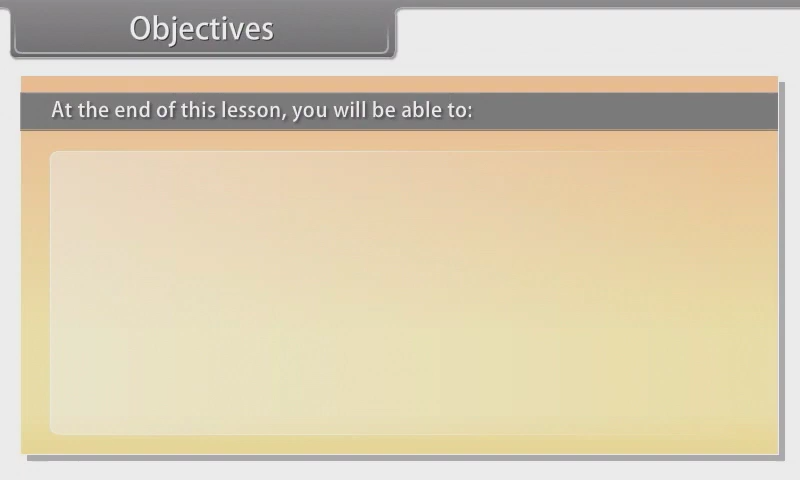 Objectives
At the end of this lesson, you will be able to: